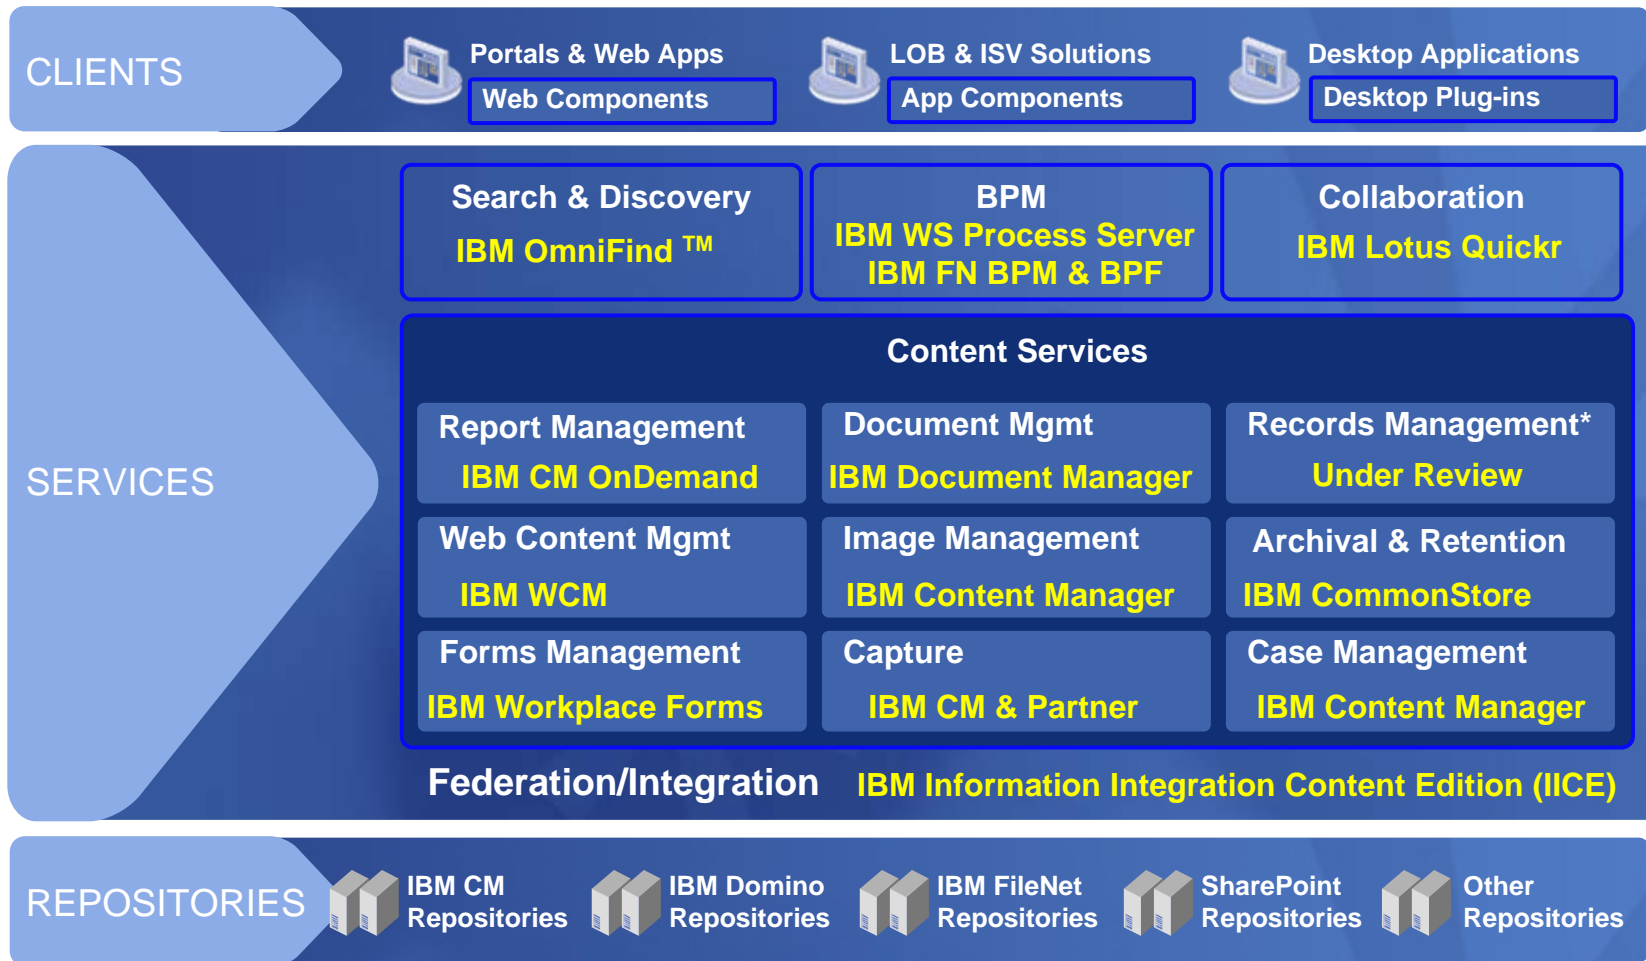 CLIENTS
Portals & Web Apps
Web Components
LOB & ISV Solutions
App Components
Desktop Applications
Desktop Plug-ins
SERVICES
Search & Discovery
IBM OmniFind TM
BPM
IBM WS Process Server
IBM FN BPM & BPF
Collaboration
IBM Lotus Quickr
Content Services
Report Management
IBM CM OnDemand
Document Mgmt
IBM Document Manager
Records Management*
Under Review
Web Content Mgmt
IBM WCM
Image Management
IBM Content Manager
Archival & Retention
IBM CommonStore
Forms Management
IBM Workplace Forms
Capture
IBM CM & Partner
Case Management
IBM Content Manager
Federation/Integration IBM Information Integration Content Edition (IICE)
REPOSITORIES
IBM CM
Repositories
IBM Domino
Repositories
IBM FileNet
Repositories
SharePoint
Repositories
Other
Repositories